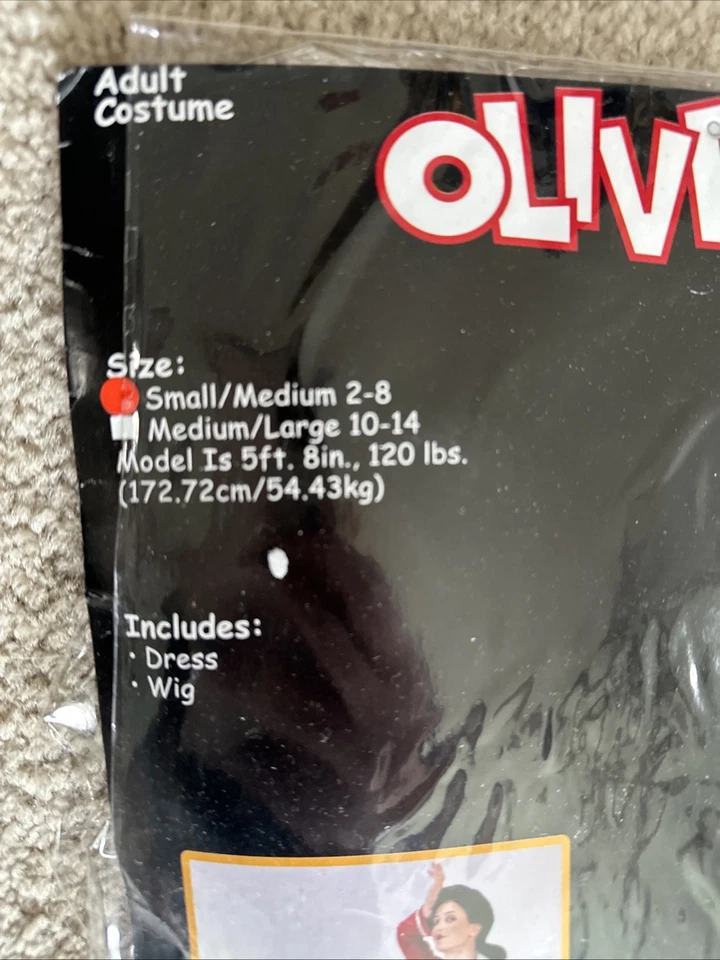 Adult
Costume
OLIV
Size:
Small/Medium 2-8
Medium/Large 10-14
Model Is 5ft. 8in., 120 lbs.
(172.72cm/54.43kg)
Includes:
· Dress
· Wig